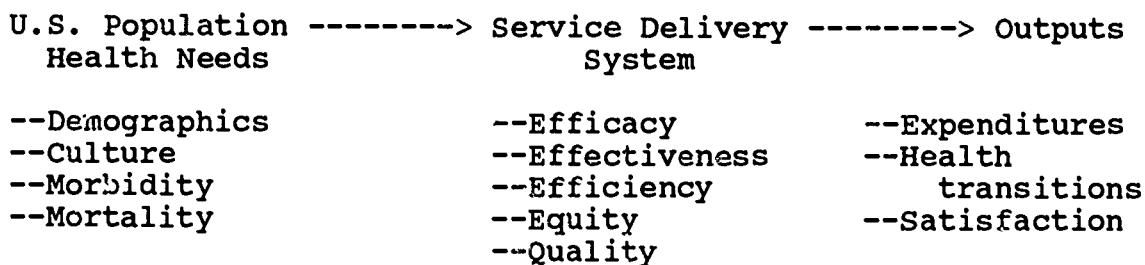 U.S. Population --------> Service Delivery --------> Outputs
Health Needs System
--Demographics --Efficacy --Expenditures
--Culture --Effectiveness --Health
--Morbidity --Efficiency transitions
--Mortality --Equity --Satisfaction
--Quality